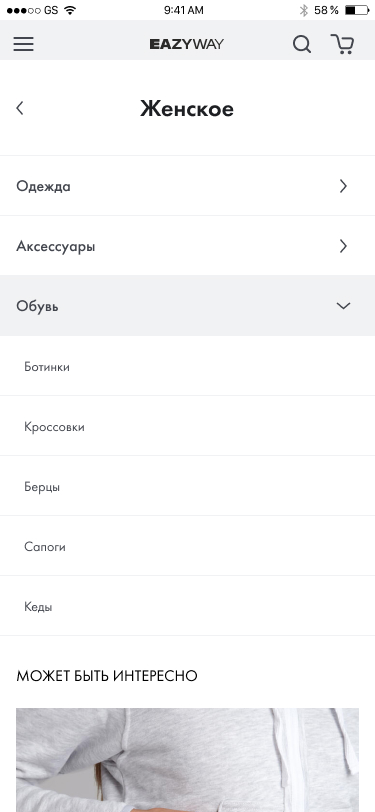 GS 9:41 AM 58 %
EAZYWAY
Женское
Одежда
Аксессуары
Обувь
Ботинки
Кроссовки
Берцы
Сапоги
Кеды
МОЖЕТ БЫТЬ ИНТЕРЕСНО